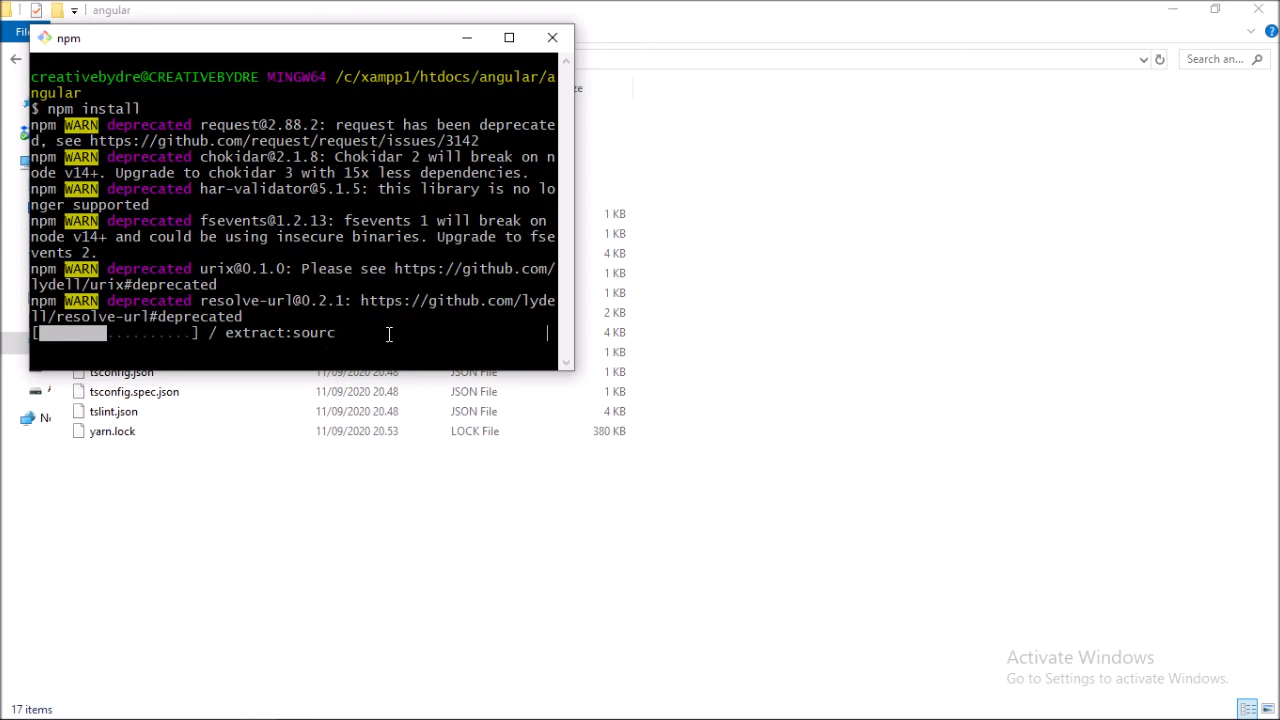 angular
Fil
npm
Search an...
ze
creativebydre@CREATIVEBYDRE MINGW64 /c/xampp1/htdocs/angular/a
ngular
$ npm install
npm WARN deprecated request@2.88.2: request has been deprecate
d, see https://github.com/request/request/issues/3142
npm WARN deprecated chokidar@2.1.8: Chokidar 2 will break on n
ode v14+. Upgrade to chokidar 3 with 15x less dependencies.
npm WARN deprecated har-validator@5.1.5: this library is no lo
nger supported
npm WARN deprecated fsevents@1.2.13: fsevents 1 will break on
node v14+ and could be using insecure binaries. Upgrade to fse
vents 2.
npm WARN deprecated urix@0.1.0: Please see https://github.com/
lydell/urix#deprecated
npm WARN deprecated resolve-url@0.2.1: https://github.com/lyde
ll/resolve-url#deprecated
[..........] / extract:sourc
1 KB
1 KB
4 KB
1 KB
1 KB
2 KB
4 KB
1 KB
tsconfig.json 11/09/2020 20.48 JSON File 1 KB
tsconfig.spec.json 11/09/2020 20.48 JSON File 1 KB
tslint.json 11/09/2020 20.48 JSON File 4 KB
yarn.lock 11/09/2020 20.53 LOCK File 380 KB
Activate Windows
Go to Settings to activate Windows.
17 items